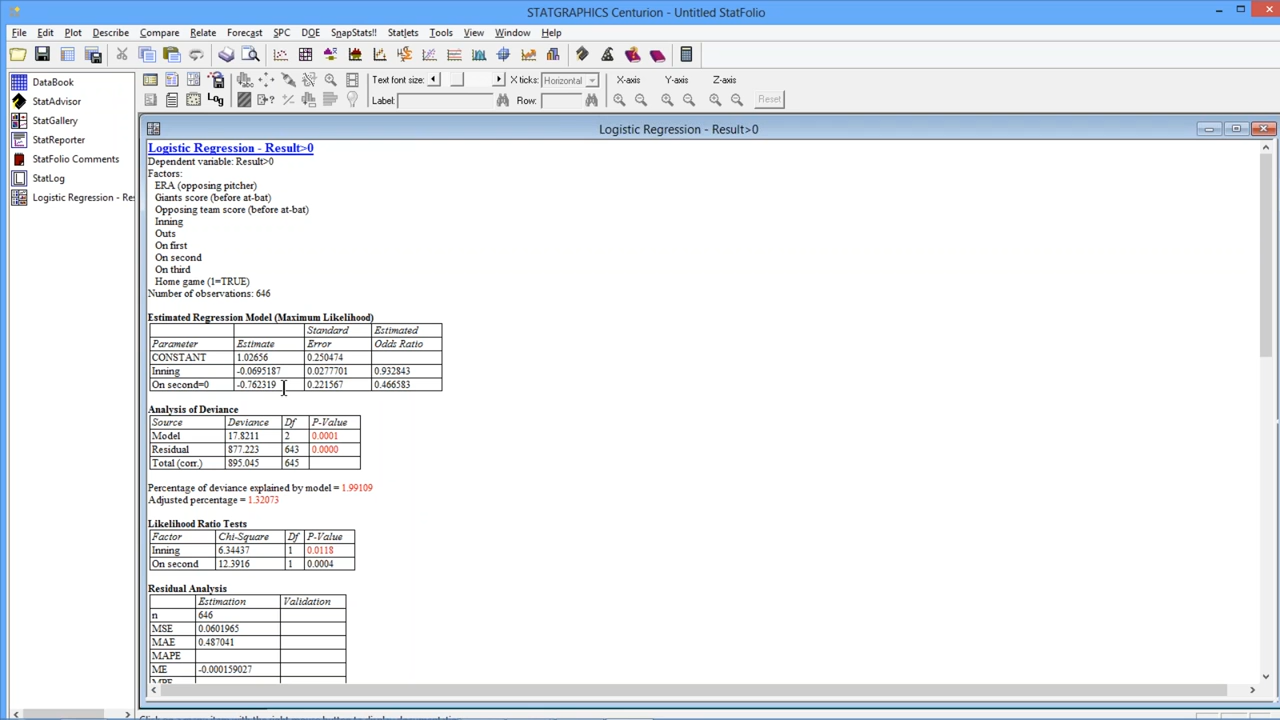 STATGRAPHICS Centurion - Untitled StatFolio
File Edit Plot Describe Compare Relate Forecast SPC DOE SnapStats!! StatJets Tools View Window Help
Text font size: X ticks: Horizontal X-axis Y-axis Z-axis
Log Label: Row: Reset
DataBook
StatAdvisor
StatGallery
StatReporter
StatFolio Comments
StatLog
Logistic Regression - Re
Logistic Regression - Result>0
Logistic Regression - Result>0
Dependent variable: Result>0
Factors:
ERA (opposing pitcher)
Giants score (before at-bat)
Opposing team score (before at-bat)
Inning
Outs
On first
On second
On third
Home game (1=TRUE)
Number of observations: 646
Estimated Regression Model (Maximum Likelihood)
Standard Estimated
Parameter Estimate Error Odds Ratio
CONSTANT 1.02656 0.250474
Inning -0.0695187 0.0277701 0.932843
On second=0 -0.762319 0.221567 0.466583
Analysis of Deviance
Source Deviance Df P-Value
Model 17.8211 2 0.0001
Residual 877.223 643 0.0000
Total (corr.) 895.045 645
Percentage of deviance explained by model = 1.99109
Adjusted percentage = 1.32073
Likelihood Ratio Tests
Factor Chi-Square Df P-Value
Inning 6.34437 1 0.0118
On second 12.3916 1 0.0004
Residual Analysis
Estimation Validation
n 646
MSE 0.0601965
MAE 0.487041
MAPE
ME -0.000159027